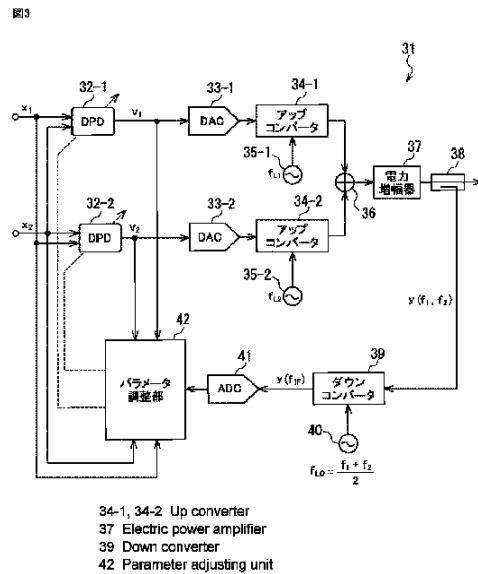 図3
31
32-1
33-1
34-1
x₁
DPD
v₁
DAC
アップ
コンバータ
35-1
fL1
37
38
電力
増幅器
36
32-2
33-2
34-2
x₂
DPD
v₂
DAC
アップ
コンバータ
35-2
fL2
y(f₁, f₂)
42
41
39
パラメータ
調整部
ADC
y(fIF)
ダウン
コンバータ
40
fLO = f₁ + f₂
2
34-1, 34-2 Up converter
37 Electric power amplifier
39 Down converter
42 Parameter adjusting unit